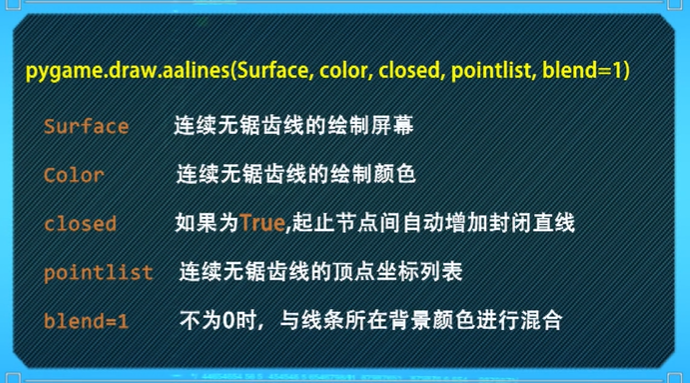 pygame.draw.aalines(Surface, color, closed, pointlist, blend=1)
Surface 连续无锯齿线的绘制屏幕
Color 连续无锯齿线的绘制颜色
closed 如果为True,起止节点间自动增加封闭直线
pointlist 连续无锯齿线的顶点坐标列表
blend=1 不为0时，与线条所在背景颜色进行混合